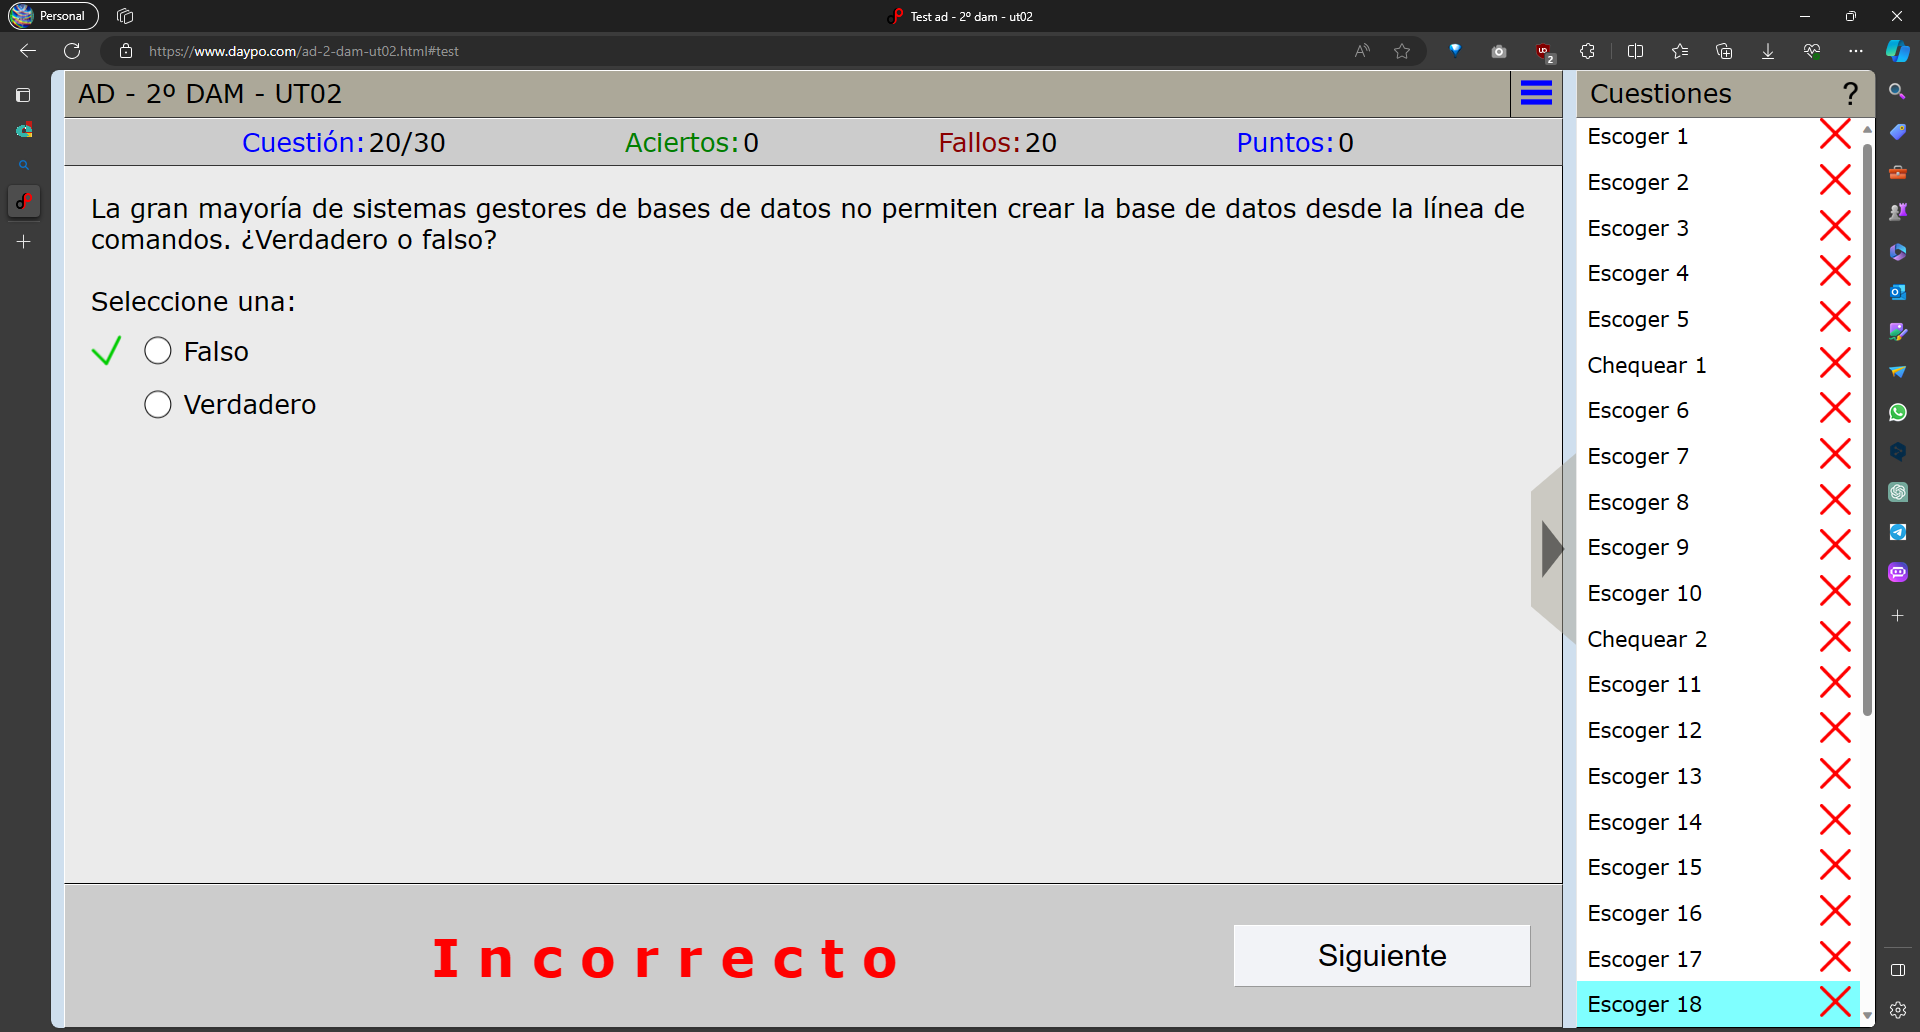 Personal
Test ad - 2º dam - ut02
https://www.daypo.com/ad-2-dam-ut02.html#test
2
AD - 2º DAM - UT02
Cuestión: 20/30
Aciertos: 0
Fallos: 20
Puntos: 0
La gran mayoría de sistemas gestores de bases de datos no permiten crear la base de datos desde la línea de
comandos. ¿Verdadero o falso?
Seleccione una:
Falso
Verdadero
Incorrecto
Siguiente
Cuestiones ?
Escoger 1
Escoger 2
Escoger 3
Escoger 4
Escoger 5
Chequear 1
Escoger 6
Escoger 7
Escoger 8
Escoger 9
Escoger 10
Chequear 2
Escoger 11
Escoger 12
Escoger 13
Escoger 14
Escoger 15
Escoger 16
Escoger 17
Escoger 18